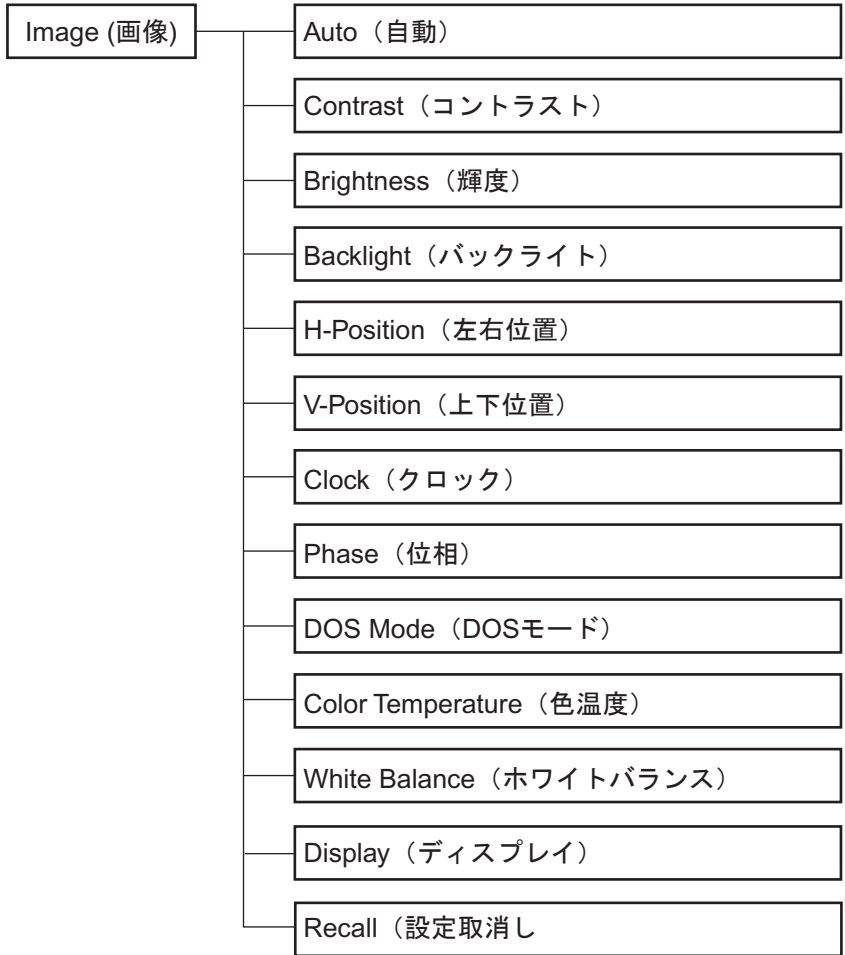 Image (画像)
Auto（自動）
Contrast（コントラスト）
Brightness（輝度）
Backlight（バックライト）
H-Position（左右位置）
V-Position（上下位置）
Clock（クロック）
Phase（位相）
DOS Mode（DOSモード）
Color Temperature（色温度）
White Balance（ホワイトバランス）
Display（ディスプレイ）
Recall（設定取消し